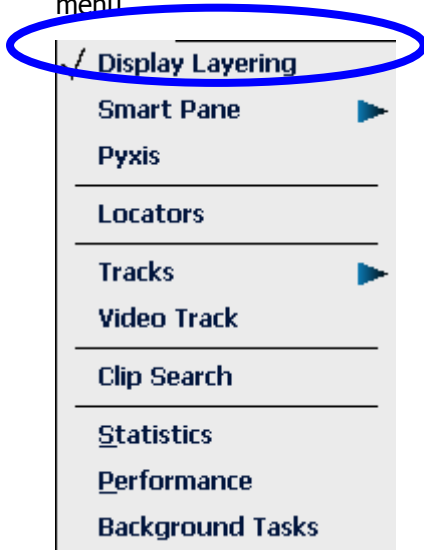 menu
Display Layering
Smart Pane
Pyxis
Locators
Tracks
Video Track
Clip Search
Statistics
Performance
Background Tasks